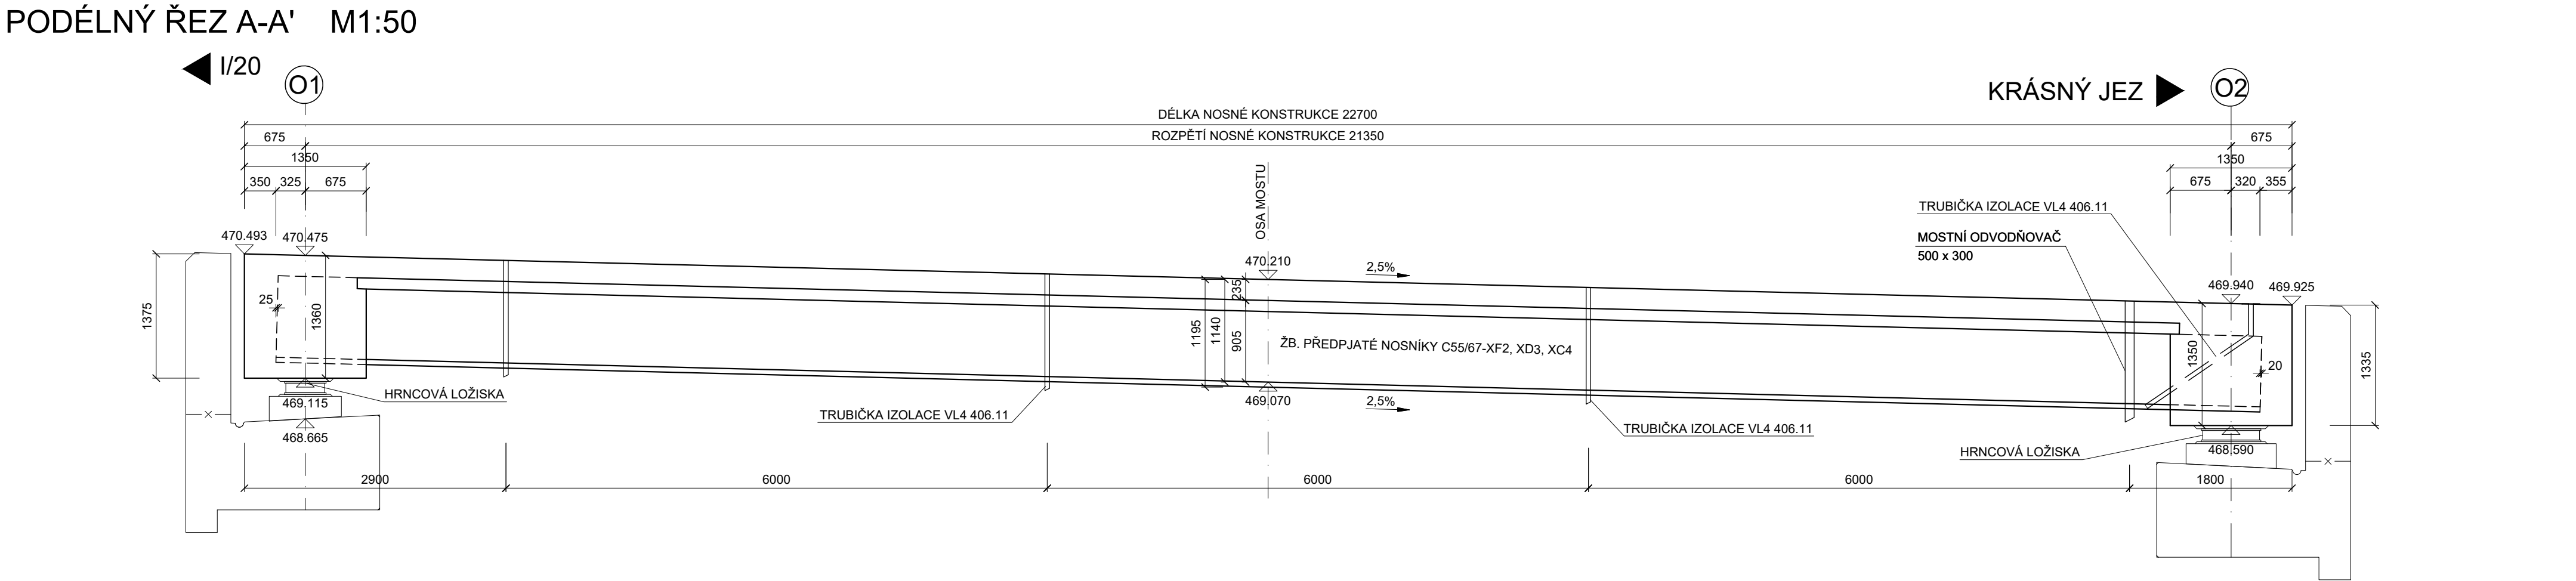 PODÉLNÝ ŘEZ A-A' M1:50
I/20
O1
KRÁSNÝ JEZ
O2
DÉLKA NOSNÉ KONSTRUKCE 22700
675
ROZPĚTÍ NOSNÉ KONSTRUKCE 21350
675
1350
1350
350 325 675
675 320 355
OSA MOSTU
TRUBIČKA IZOLACE VL4 406.11
MOSTNÍ ODVODŇOVAČ
500 x 300
470.493 470.475
470.210
2,5%
469.940 469.925
25
1375
1360
235
1195
1140
905
ŽB. PŘEDPJATÉ NOSNÍKY C55/67-XF2, XD3, XC4
1350
20
1335
HRNCOVÁ LOŽISKA
469.115
469.070
2,5%
TRUBIČKA IZOLACE VL4 406.11
TRUBIČKA IZOLACE VL4 406.11
468.665
HRNCOVÁ LOŽISKA
468.590
2900
6000
6000
6000
1800